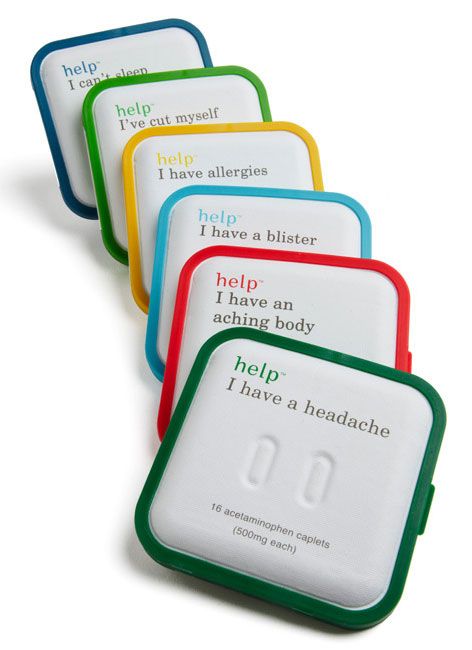 help™
I can't sleep
help™
I've cut myself
help™
I have allergies
help™
I have a blister
help™
I have an
aching body
help™
I have a headache
16 acetaminophen caplets
(500mg each)